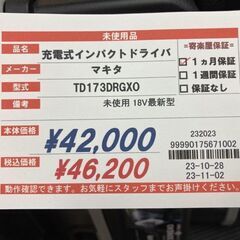 未使用品
品名 充電式インパクトドライバ
メーカー マキタ
型式 TD173DRGXO
備考 未使用 18V最新型
≪寄楽屋保証≫
☑1ヵ月保証
□1週間保証
□保証なし
本体価格 ¥42,000
税込価格 ¥46,200
232023
99990175671002
23-10-28
23-11-02
動作確認できます。お気軽にスタッフまでお声掛けください。